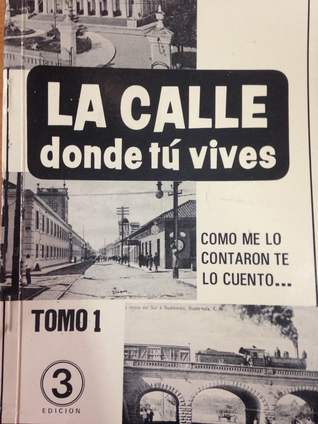 LA CALLE
donde tú vives
COMO ME LO
CONTARON TE
LO CUENTO...
TOMO 1
3
EDICION